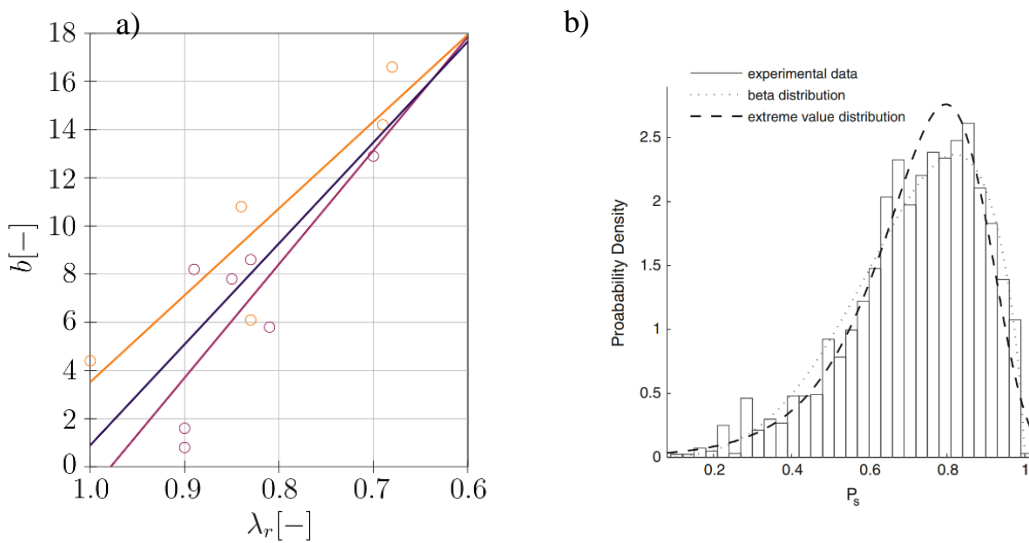 a)
18
16
14
12
10
8
6
4
2
0
b[−]
1.0 0.9 0.8 0.7 0.6
λr[−]
b)
experimental data
beta distribution
extreme value distribution
2.5
2
1.5
1
0.5
0
Proabability Density
0.2 0.4 0.6 0.8 1
Ps